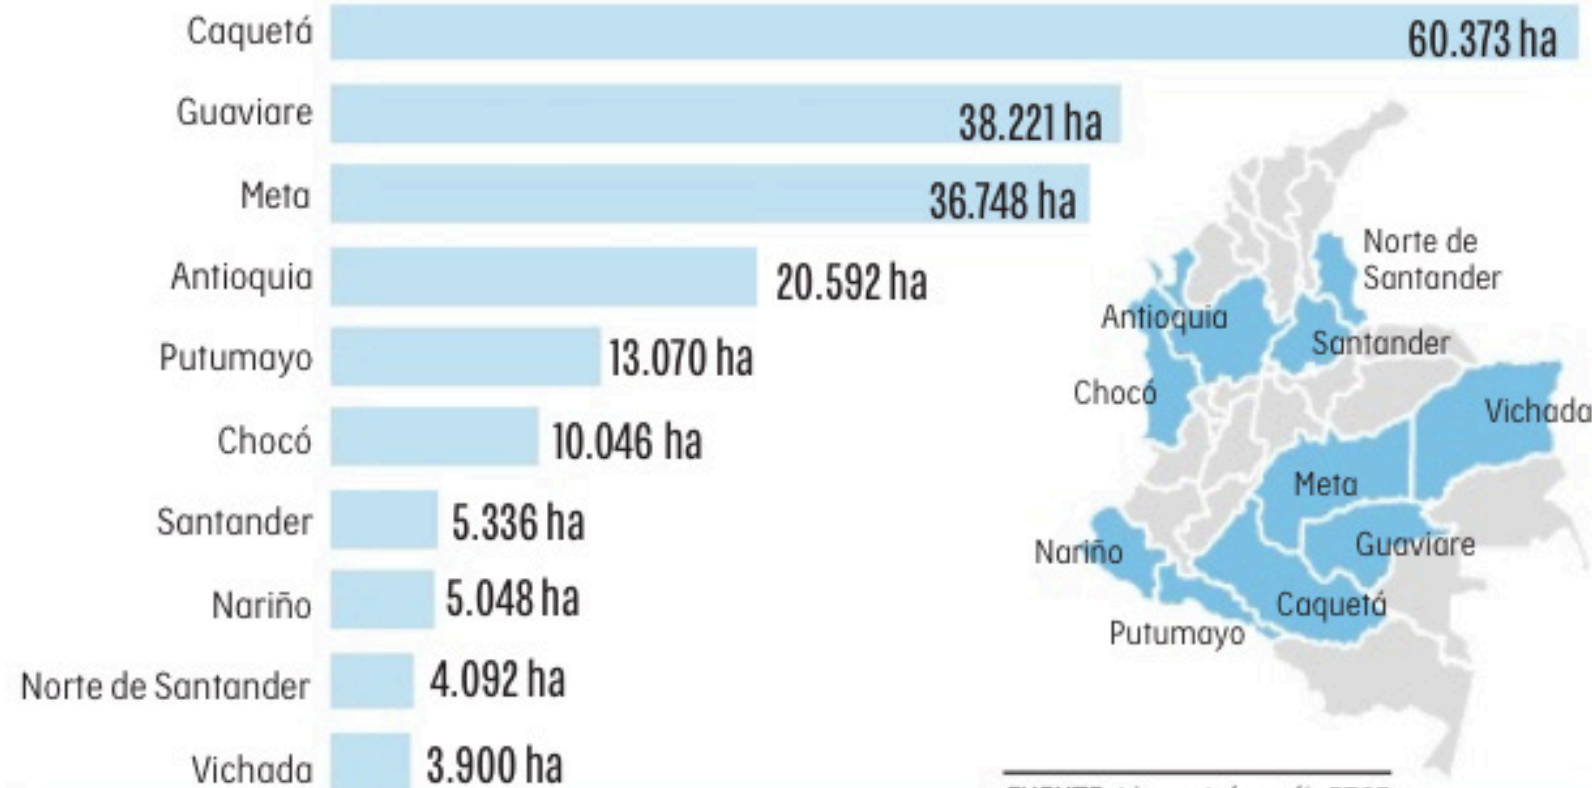 Caquetá 60.373 ha
Guaviare 38.221 ha
Meta 36.748 ha
Antioquia 20.592 ha
Putumayo 13.070 ha
Chocó 10.046 ha
Santander 5.336 ha
Nariño 5.048 ha
Norte de Santander 4.092 ha
Vichada 3.900 ha
Norte de
Santander
Antioquia
Santander
Chocó
Vichada
Meta
Nariño
Guaviare
Caquetá
Putumayo